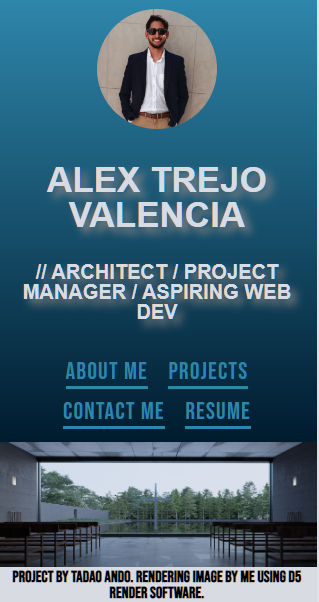 ALEX TREJO
VALENCIA
// ARCHITECT / PROJECT
MANAGER / ASPIRING WEB
DEV
ABOUT ME PROJECTS
CONTACT ME RESUME
PROJECT BY TADAO ANDO. RENDERING IMAGE BY ME USING D5
RENDER SOFTWARE.